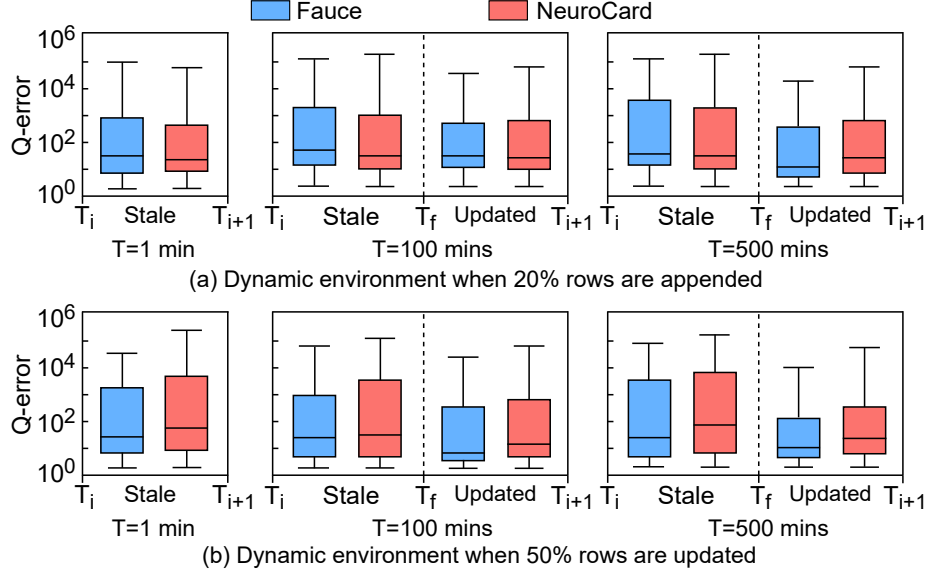 Fauce NeuroCard
Q-error
10^6
10^4
10^2
10^0
T_i Stale T_{i+1}
T=1 min
T_i Stale T_f Updated T_{i+1}
T=100 mins
T_i Stale T_f Updated T_{i+1}
T=500 mins
(a) Dynamic environment when 20% rows are appended
Q-error
10^6
10^4
10^2
10^0
T_i Stale T_{i+1}
T=1 min
T_i Stale T_f Updated T_{i+1}
T=100 mins
T_i Stale T_f Updated T_{i+1}
T=500 mins
(b) Dynamic environment when 50% rows are updated